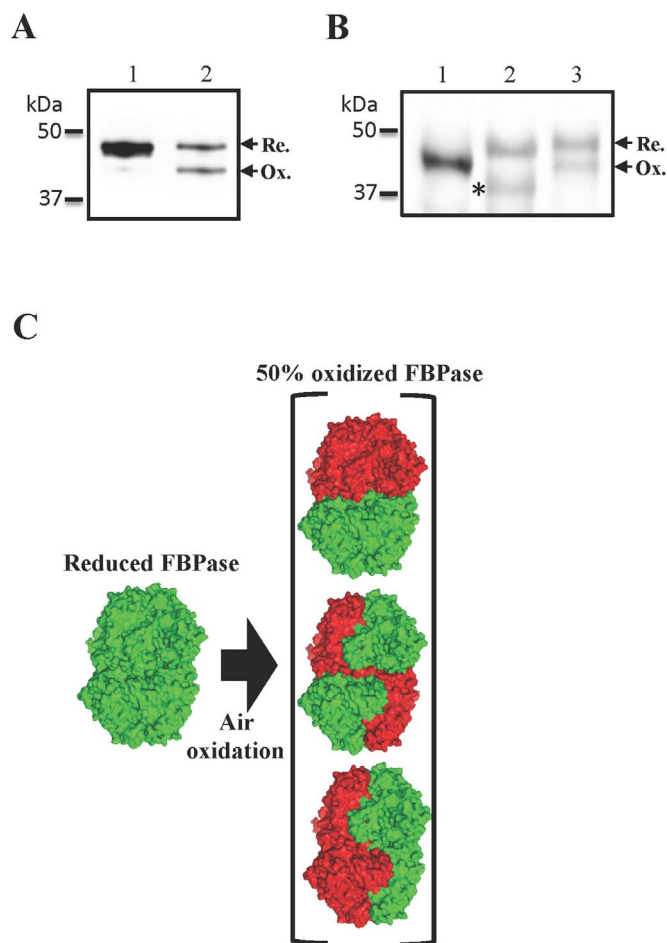 A
B
1 2
1 2 3
kDa
kDa
50
50
Re.
Re.
Ox.
Ox.
37
37
*
C
50% oxidized FBPase
Reduced FBPase
Air
oxidation